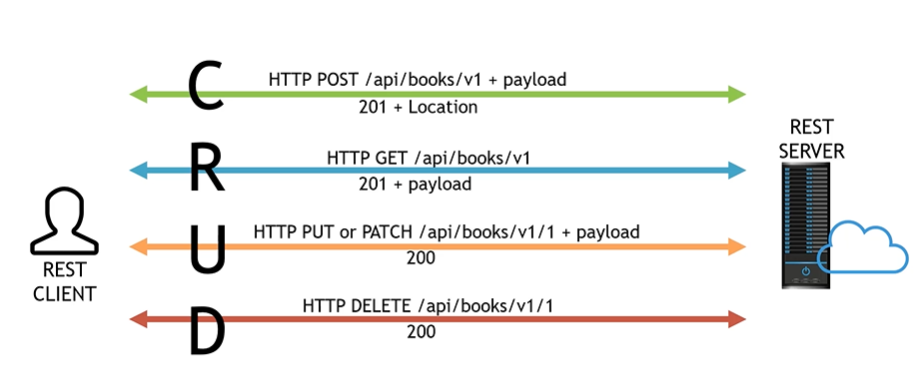 C
HTTP POST /api/books/v1 + payload
201 + Location
R
HTTP GET /api/books/v1
201 + payload
U
HTTP PUT or PATCH /api/books/v1/1 + payload
200
D
HTTP DELETE /api/books/v1/1
200
REST
CLIENT
REST
SERVER